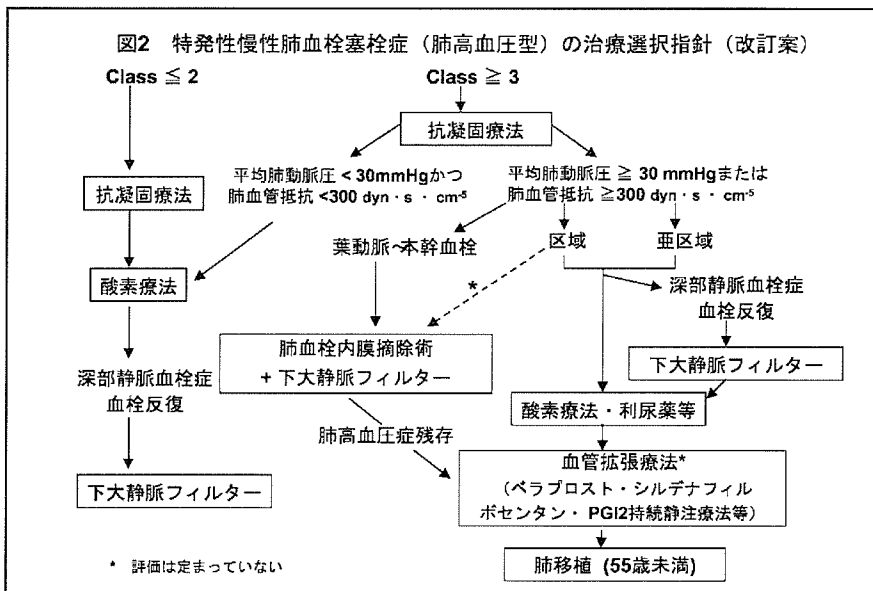 図2　特発性慢性肺血栓塞栓症（肺高血圧型）の治療選択指針（改訂案）
Class ≦ 2
Class ≧ 3
抗凝固療法
平均肺動脈圧 < 30mmHgかつ
肺血管抵抗 <300 dyn・s・cm-5
平均肺動脈圧 ≧ 30 mmHgまたは
肺血管抵抗 ≧300 dyn・s・cm-5
抗凝固療法
葉動脈~本幹血栓
区域
亜区域
酸素療法
*
深部静脈血栓症
血栓反復
肺血栓内膜摘除術
+ 下大静脈フィルター
下大静脈フィルター
深部静脈血栓症
血栓反復
酸素療法・利尿薬等
肺高血圧症残存
血管拡張療法*
（ベラプロスト・シルデナフィル
ボセンタン・ PGI2持続静注療法等）
下大静脈フィルター
肺移植 (55歳未満)
* 評価は定まっていない